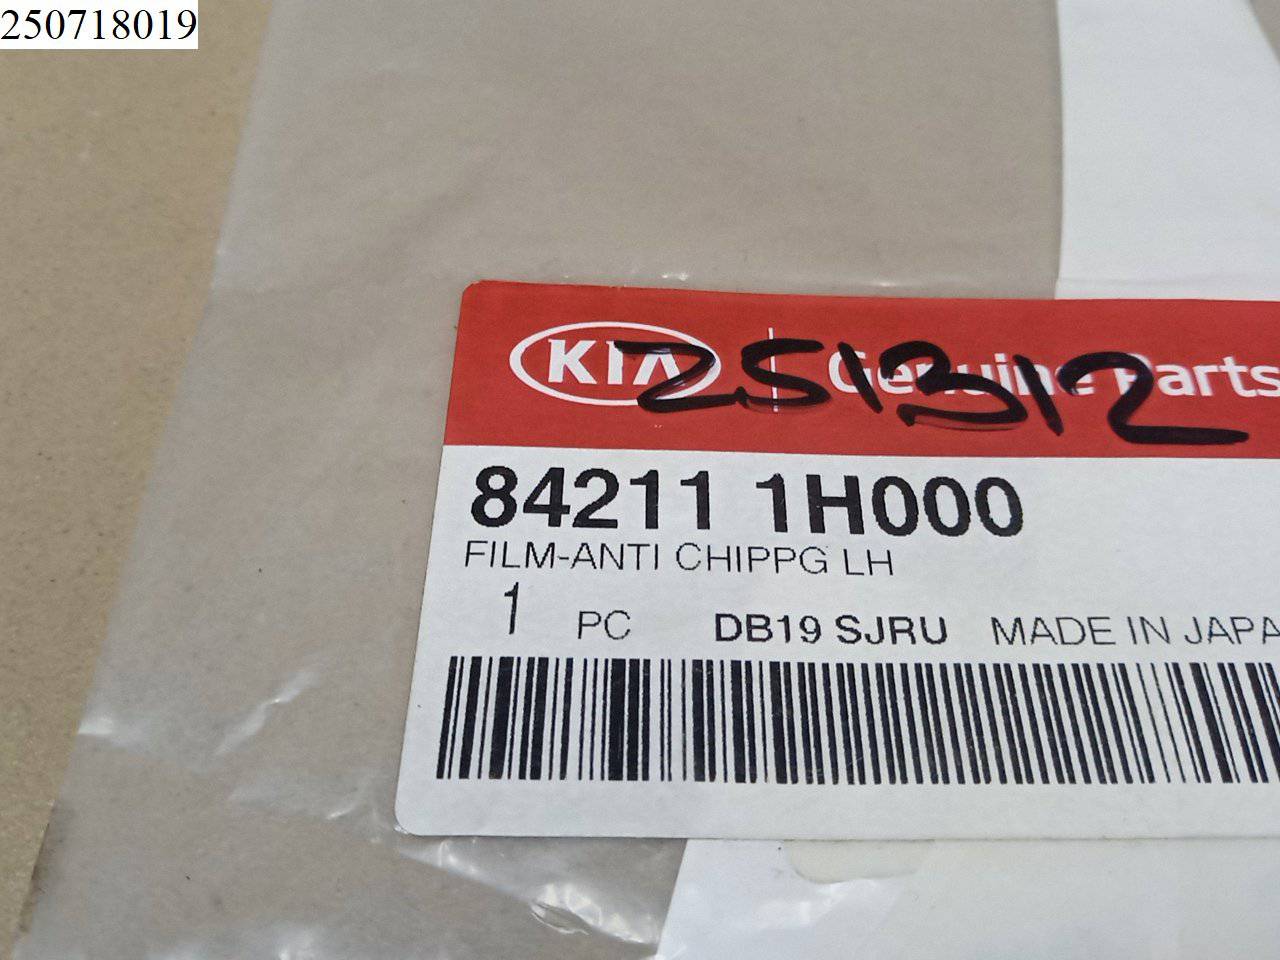 250718019
KIA Genuine Parts
251312
84211 1H000
FILM-ANTI CHIPPG LH
1 PC DB19 SJRU MADE IN JAPA